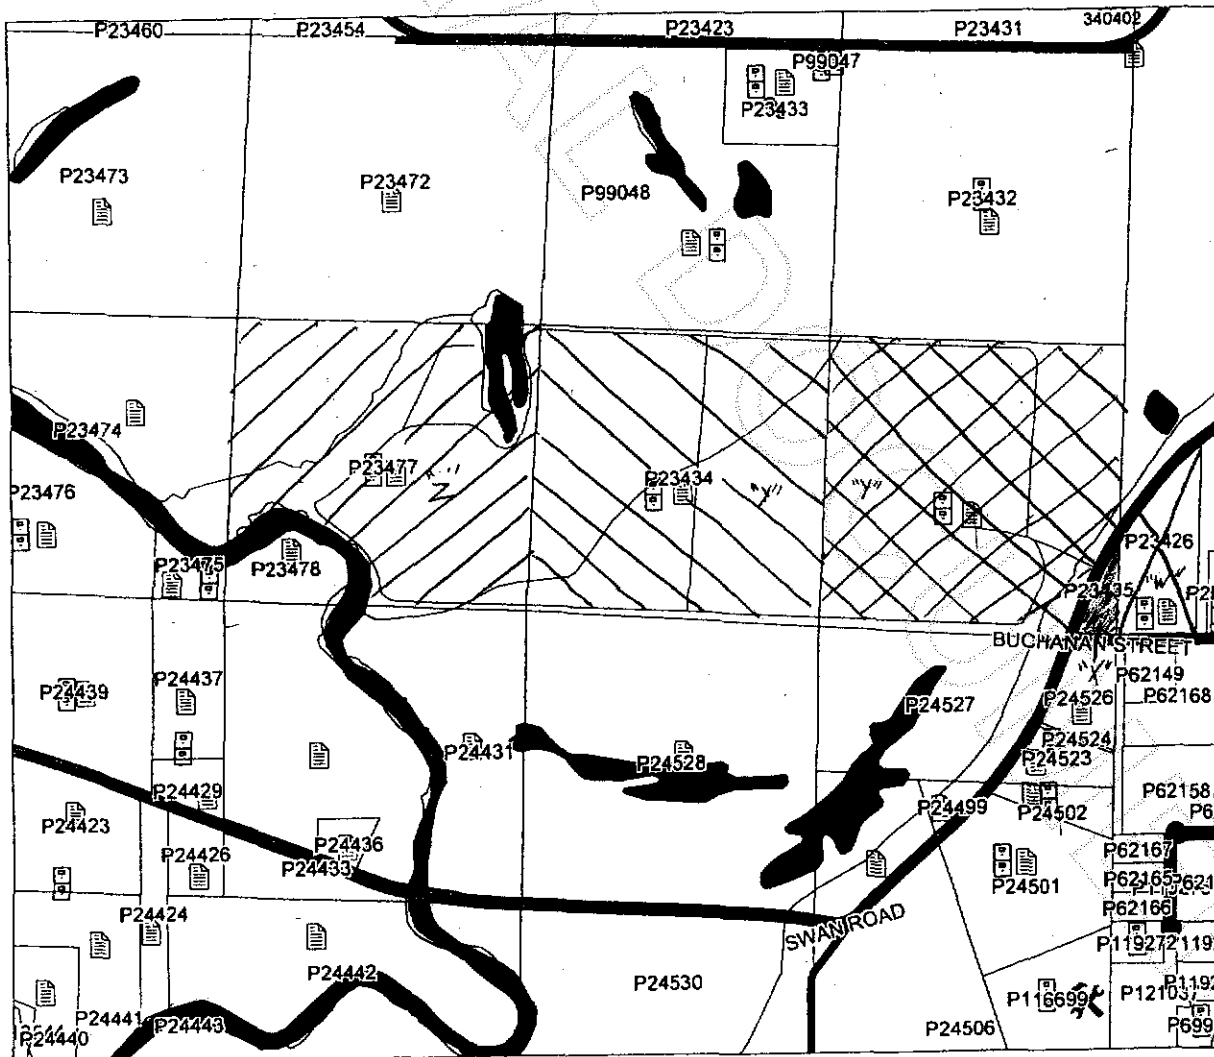 P23460 P23454 P23423 P23431 340402
P99047
P23433
P23473 P23472 P99048 P23432
P23474
P23477 "Z" P23434 "Y" "Y"
P23476
P23426
P23475 P23478 P23435 "W"
BUCHANAN STREET
"X" P62149
P24439 P24437 P24526 P62168
P24527
P24431 P24528 P24524
P24523
P24429 P24499 P24502 P62158
P24423 P24436
P24426 P24433 P62167
P24501 P62165
P62166
P24424 SWAN ROAD
P119272
P24442 P24530
P116699
P24441 P24443 P24506
P24440